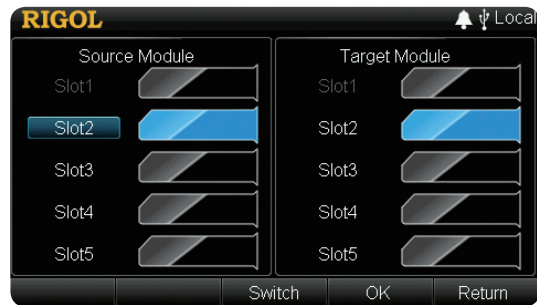 RIGOL Local
Source Module
Slot1
Slot2
Slot3
Slot4
Slot5
Target Module
Slot1
Slot2
Slot3
Slot4
Slot5
Switch OK Return